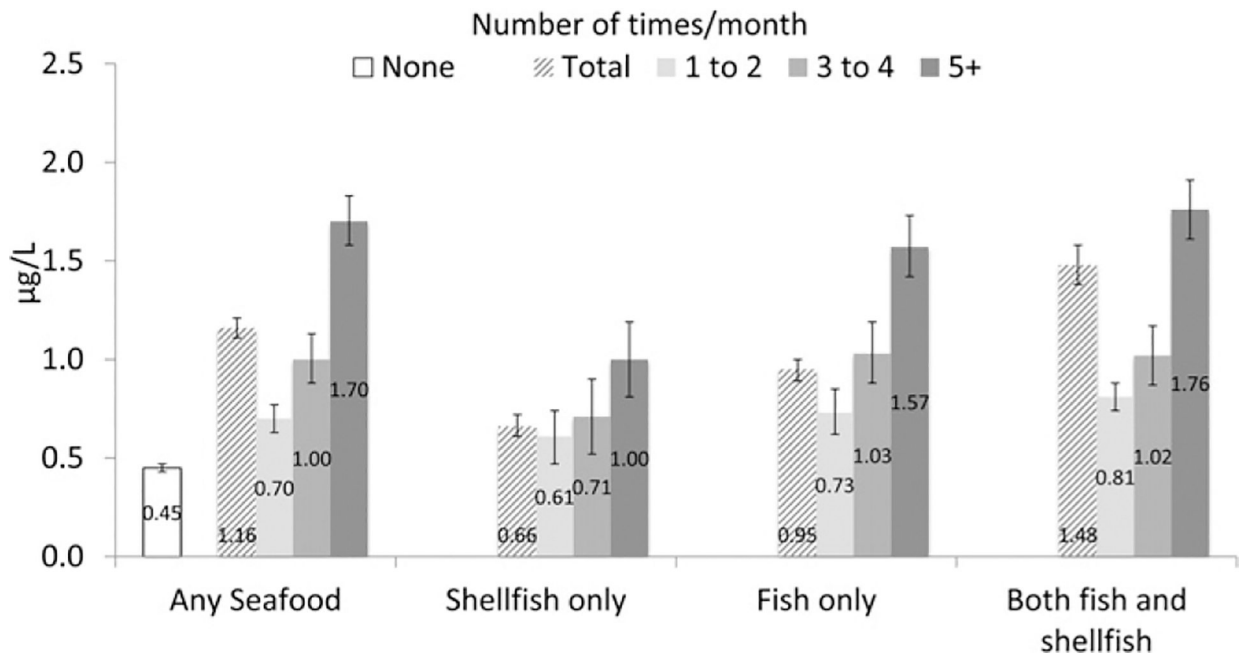 Number of times/month
None Total 1 to 2 3 to 4 5+
2.5
2.0
1.5
1.0
0.5
0.0
µg/L
0.45 1.16 0.70 1.00 1.70
0.66 0.61 0.71 1.00
0.95 0.73 1.03 1.57
1.48 0.81 1.02 1.76
Any Seafood Shellfish only Fish only Both fish and
shellfish